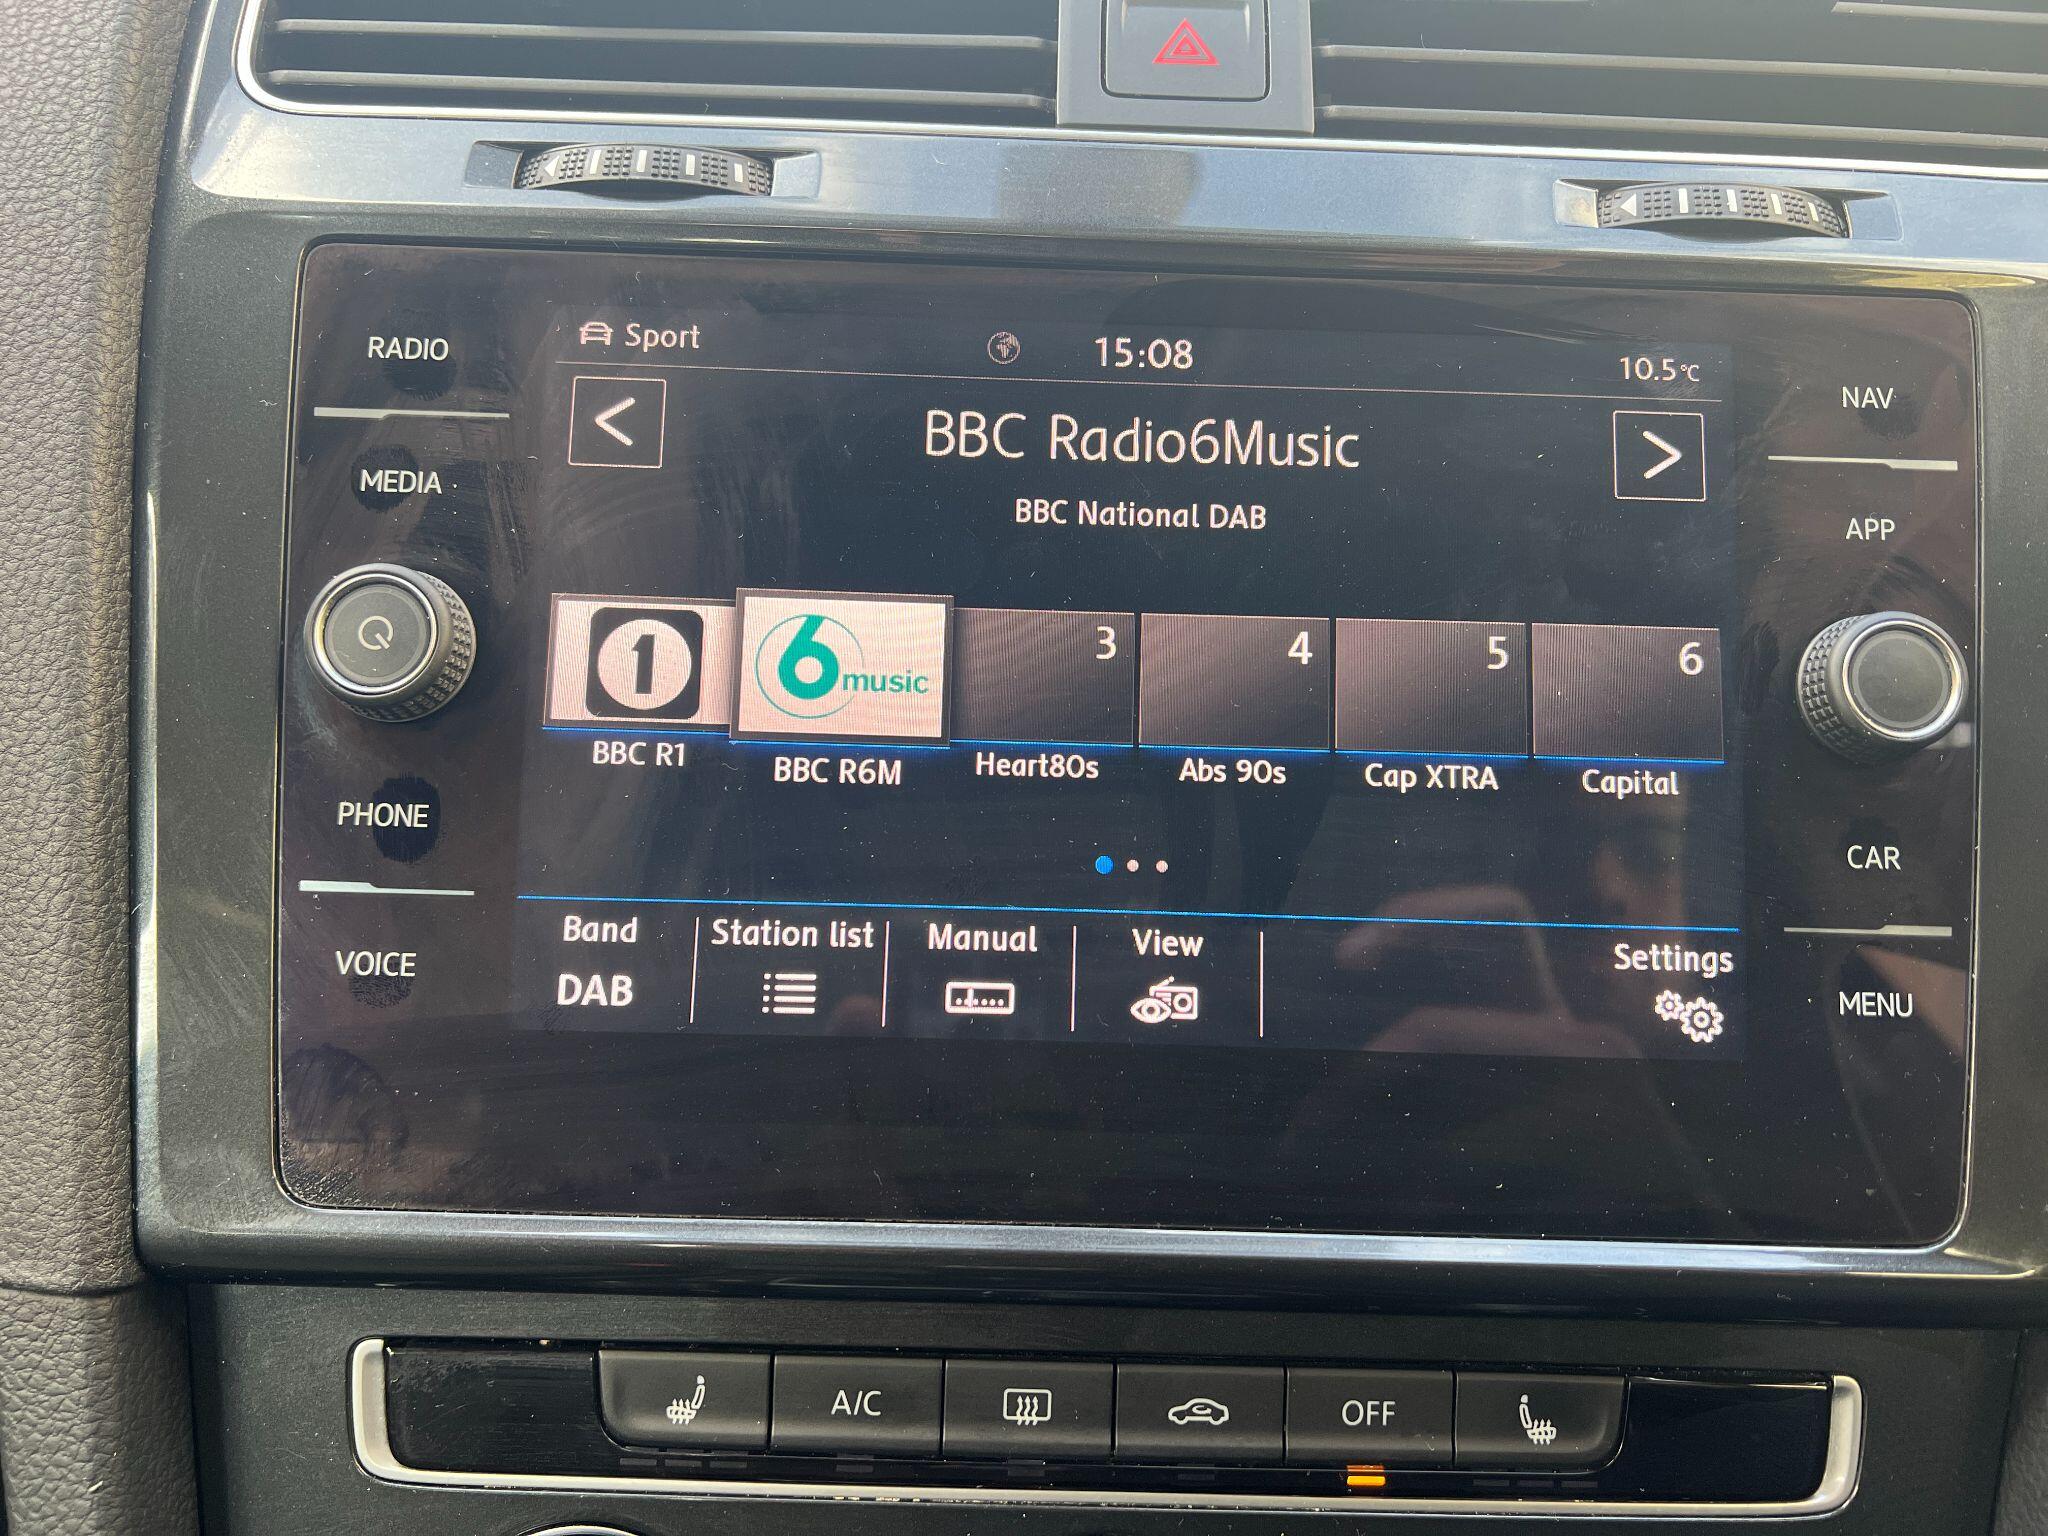 RADIO
MEDIA
PHONE
VOICE
Sport
15:08
10.5°C
BBC Radio6Music
BBC National DAB
1
6music
3
4
5
6
BBC R1
BBC R6M
Heart80s
Abs 90s
Cap XTRA
Capital
Band
DAB
Station list
Manual
View
Settings
NAV
APP
CAR
MENU
A/C
OFF